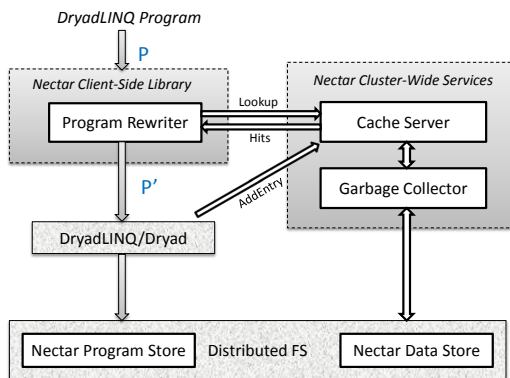 DryadLINQ Program
P
Nectar Client-Side Library
Nectar Cluster-Wide Services
Program Rewriter
Lookup
Hits
Cache Server
P’
AddEntry
Garbage Collector
DryadLINQ/Dryad
Nectar Program Store
Distributed FS
Nectar Data Store